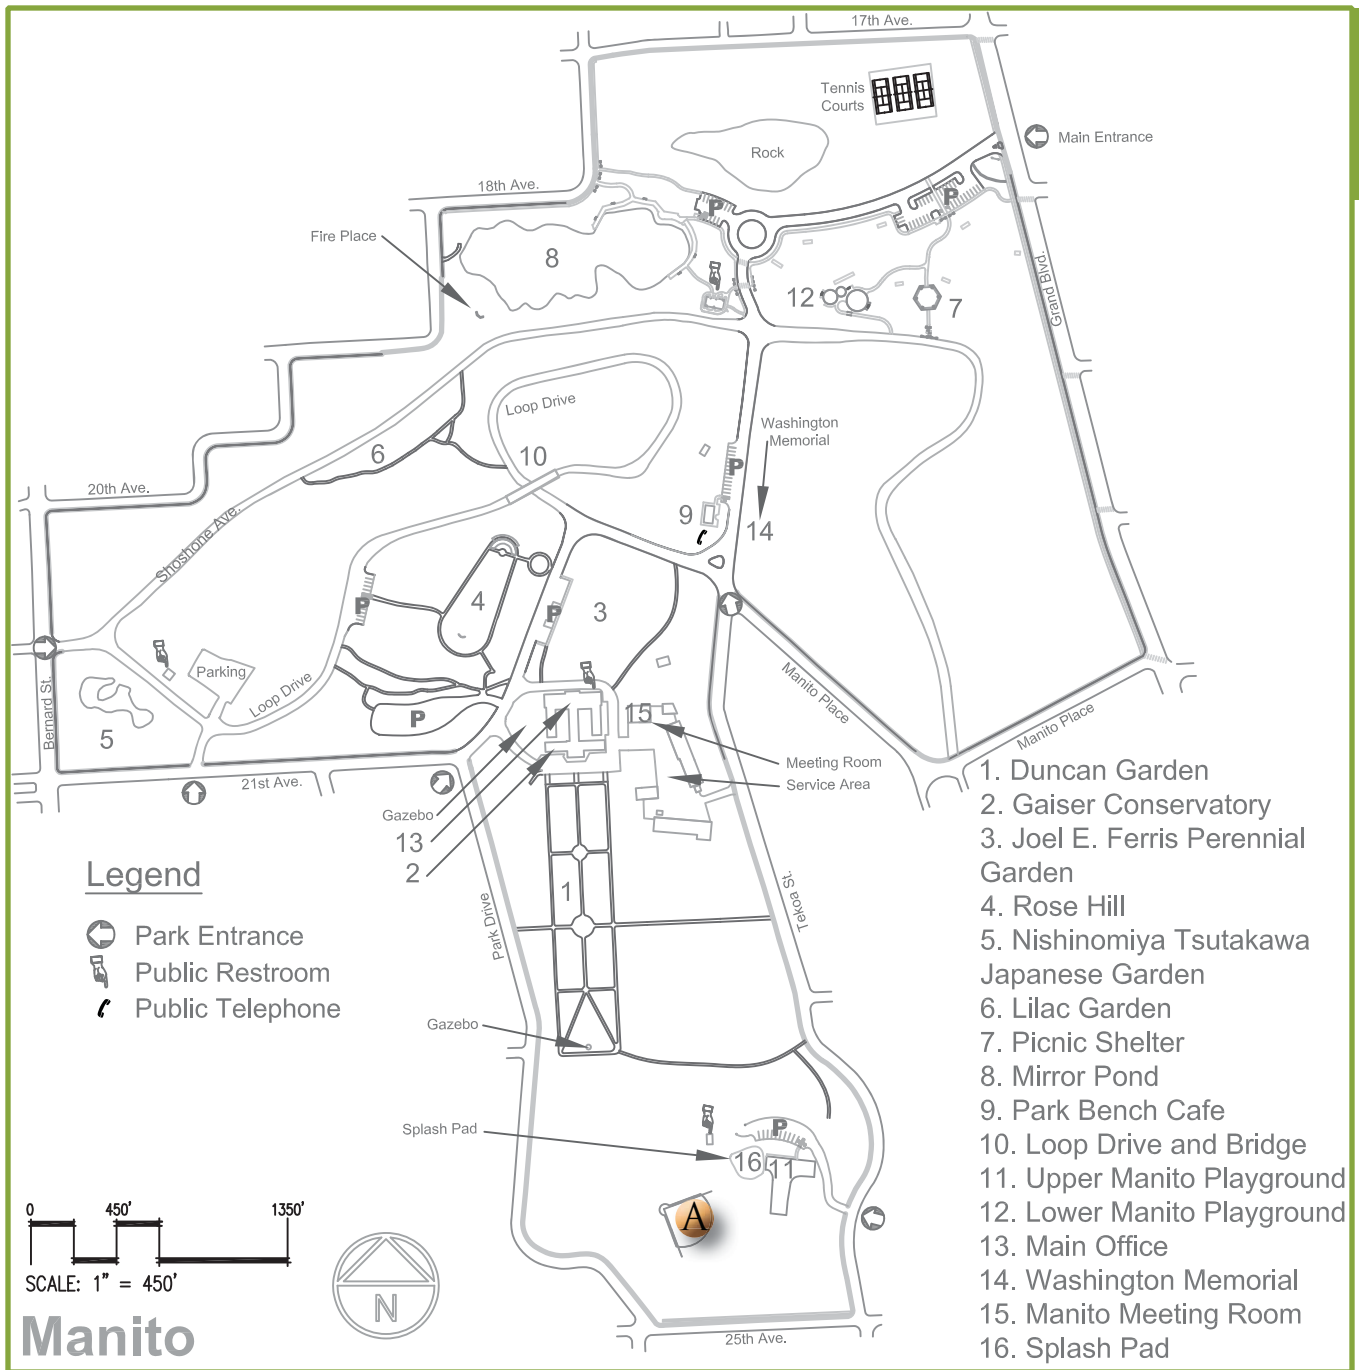 17th Ave.
Tennis
Courts
Main Entrance
Rock
18th Ave.
P
P
Fire Place
8
12
7
Grand Blvd.
Loop Drive
Washington
Memorial
6
10
P
20th Ave.
9
14
Shoshone Ave.
4
P
P
3
Parking
Loop Drive
Manito Place
Bernard St.
5
P
15
Manito Place
Meeting Room
Service Area
21st Ave.
Gazebo
13
2
1
Park Drive
Tekoa St.
Gazebo
Splash Pad
P
16
11
A
25th Ave.
Legend
Park Entrance
Public Restroom
Public Telephone
1. Duncan Garden
2. Gaiser Conservatory
3. Joel E. Ferris Perennial
Garden
4. Rose Hill
5. Nishinomiya Tsutakawa
Japanese Garden
6. Lilac Garden
7. Picnic Shelter
8. Mirror Pond
9. Park Bench Cafe
10. Loop Drive and Bridge
11. Upper Manito Playground
12. Lower Manito Playground
13. Main Office
14. Washington Memorial
15. Manito Meeting Room
16. Splash Pad
0 450' 1350'
SCALE: 1" = 450'
N
Manito